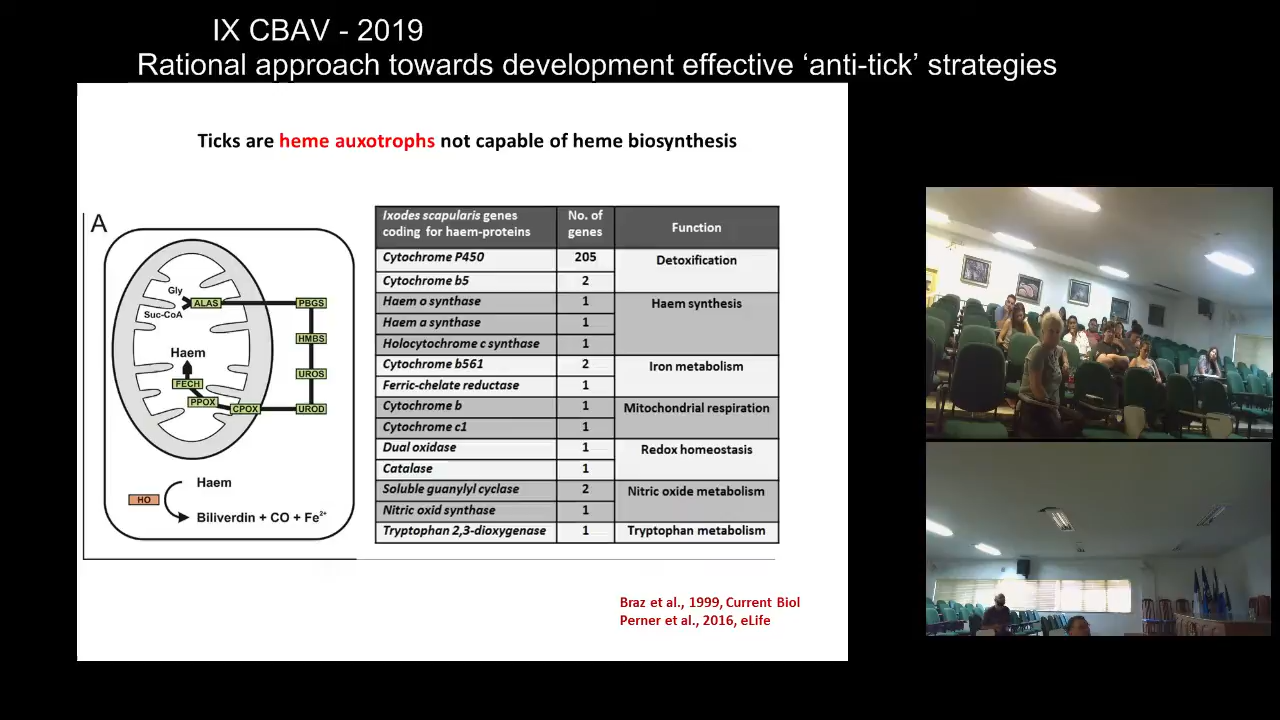 IX CBAV - 2019
Rational approach towards development effective ‘anti-tick’ strategies
Ticks are heme auxotrophs not capable of heme biosynthesis
A
Gly
Suc-CoA
ALAS
PBGS
HMBS
UROS
UROD
CPOX
PPOX
FECH
Haem
HO
Haem
Biliverdin + CO + Fe²⁺
Ixodes scapularis genes coding for haem-proteins
No. of genes
Function
Cytochrome P450 205 Detoxification
Cytochrome b5 2
Haem o synthase 1 Haem synthesis
Haem a synthase 1
Holocytochrome c synthase 1
Cytochrome b561 2 Iron metabolism
Ferric-chelate reductase 1
Cytochrome b 1 Mitochondrial respiration
Cytochrome c1 1
Dual oxidase 1 Redox homeostasis
Catalase 1
Soluble guanylyl cyclase 2 Nitric oxide metabolism
Nitric oxid synthase 1
Tryptophan 2,3-dioxygenase 1 Tryptophan metabolism
Braz et al., 1999, Current Biol
Perner et al., 2016, eLife